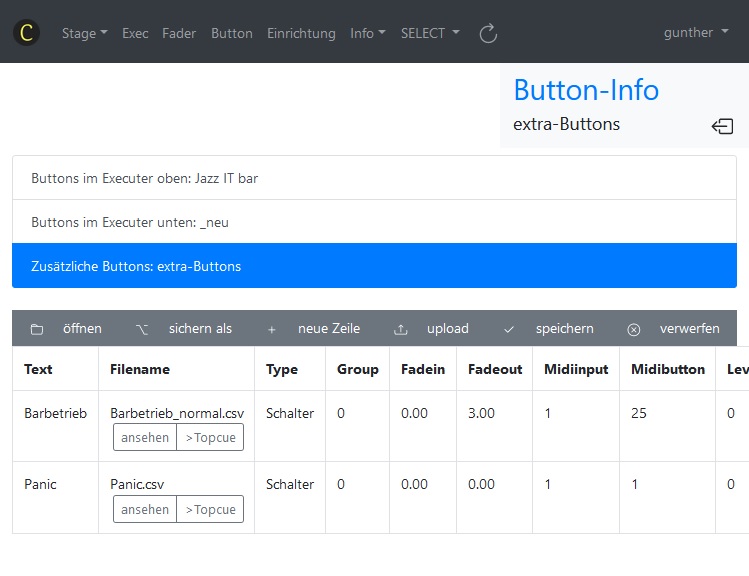 C Stage Exec Fader Button Einrichtung Info SELECT gunther
Button-Info
extra-Buttons
Buttons im Executer oben: Jazz IT bar
Buttons im Executer unten: _neu
Zusätzliche Buttons: extra-Buttons
öffnen sichern als neue Zeile upload speichern verwerfen
Text Filename Type Group Fadein Fadeout Midiinput Midibutton Lev
Barbetrieb Barbetrieb_normal.csv Schalter 0 0.00 3.00 1 25 0
ansehen >Topcue
Panic Panic.csv Schalter 0 0.00 0.00 1 1 0
ansehen >Topcue